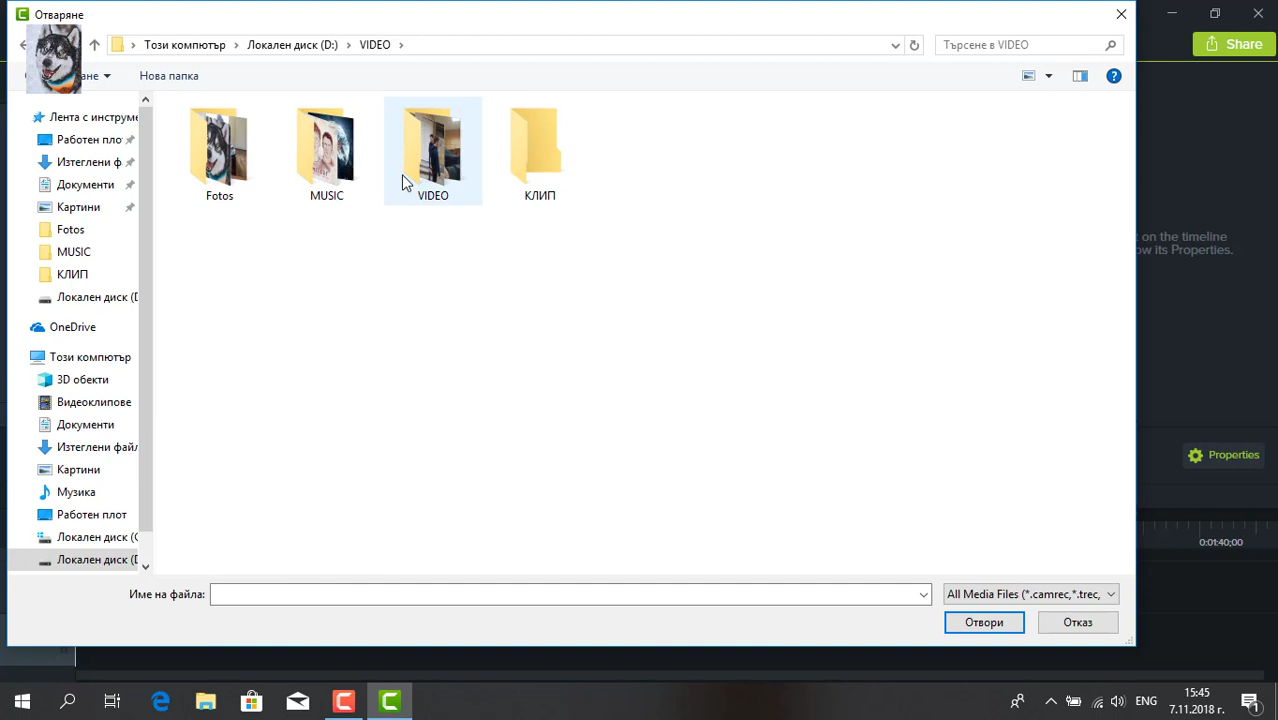 Отваряне
Този компютър
Локален диск (D:)
VIDEO
Търсене в VIDEO
Share
Нова папка
Лента с инструме
Работен пло
Изтеглени ф
Документи
Картини
Fotos
MUSIC
КЛИП
Локален диск (D
OneDrive
Този компютър
3D обекти
Видеоклипове
Документи
Изтеглени файл
Картини
Музика
Работен плот
Локален диск (C
Локален диск (D
Fotos
MUSIC
VIDEO
КЛИП
t on the timeline
ow its Properties.
Properties
0:01:40;00
Име на файла:
All Media Files (*.camrec,*.trec,
Отвори
Отказ
ЕНГ
15:45
7.11.2018 г.